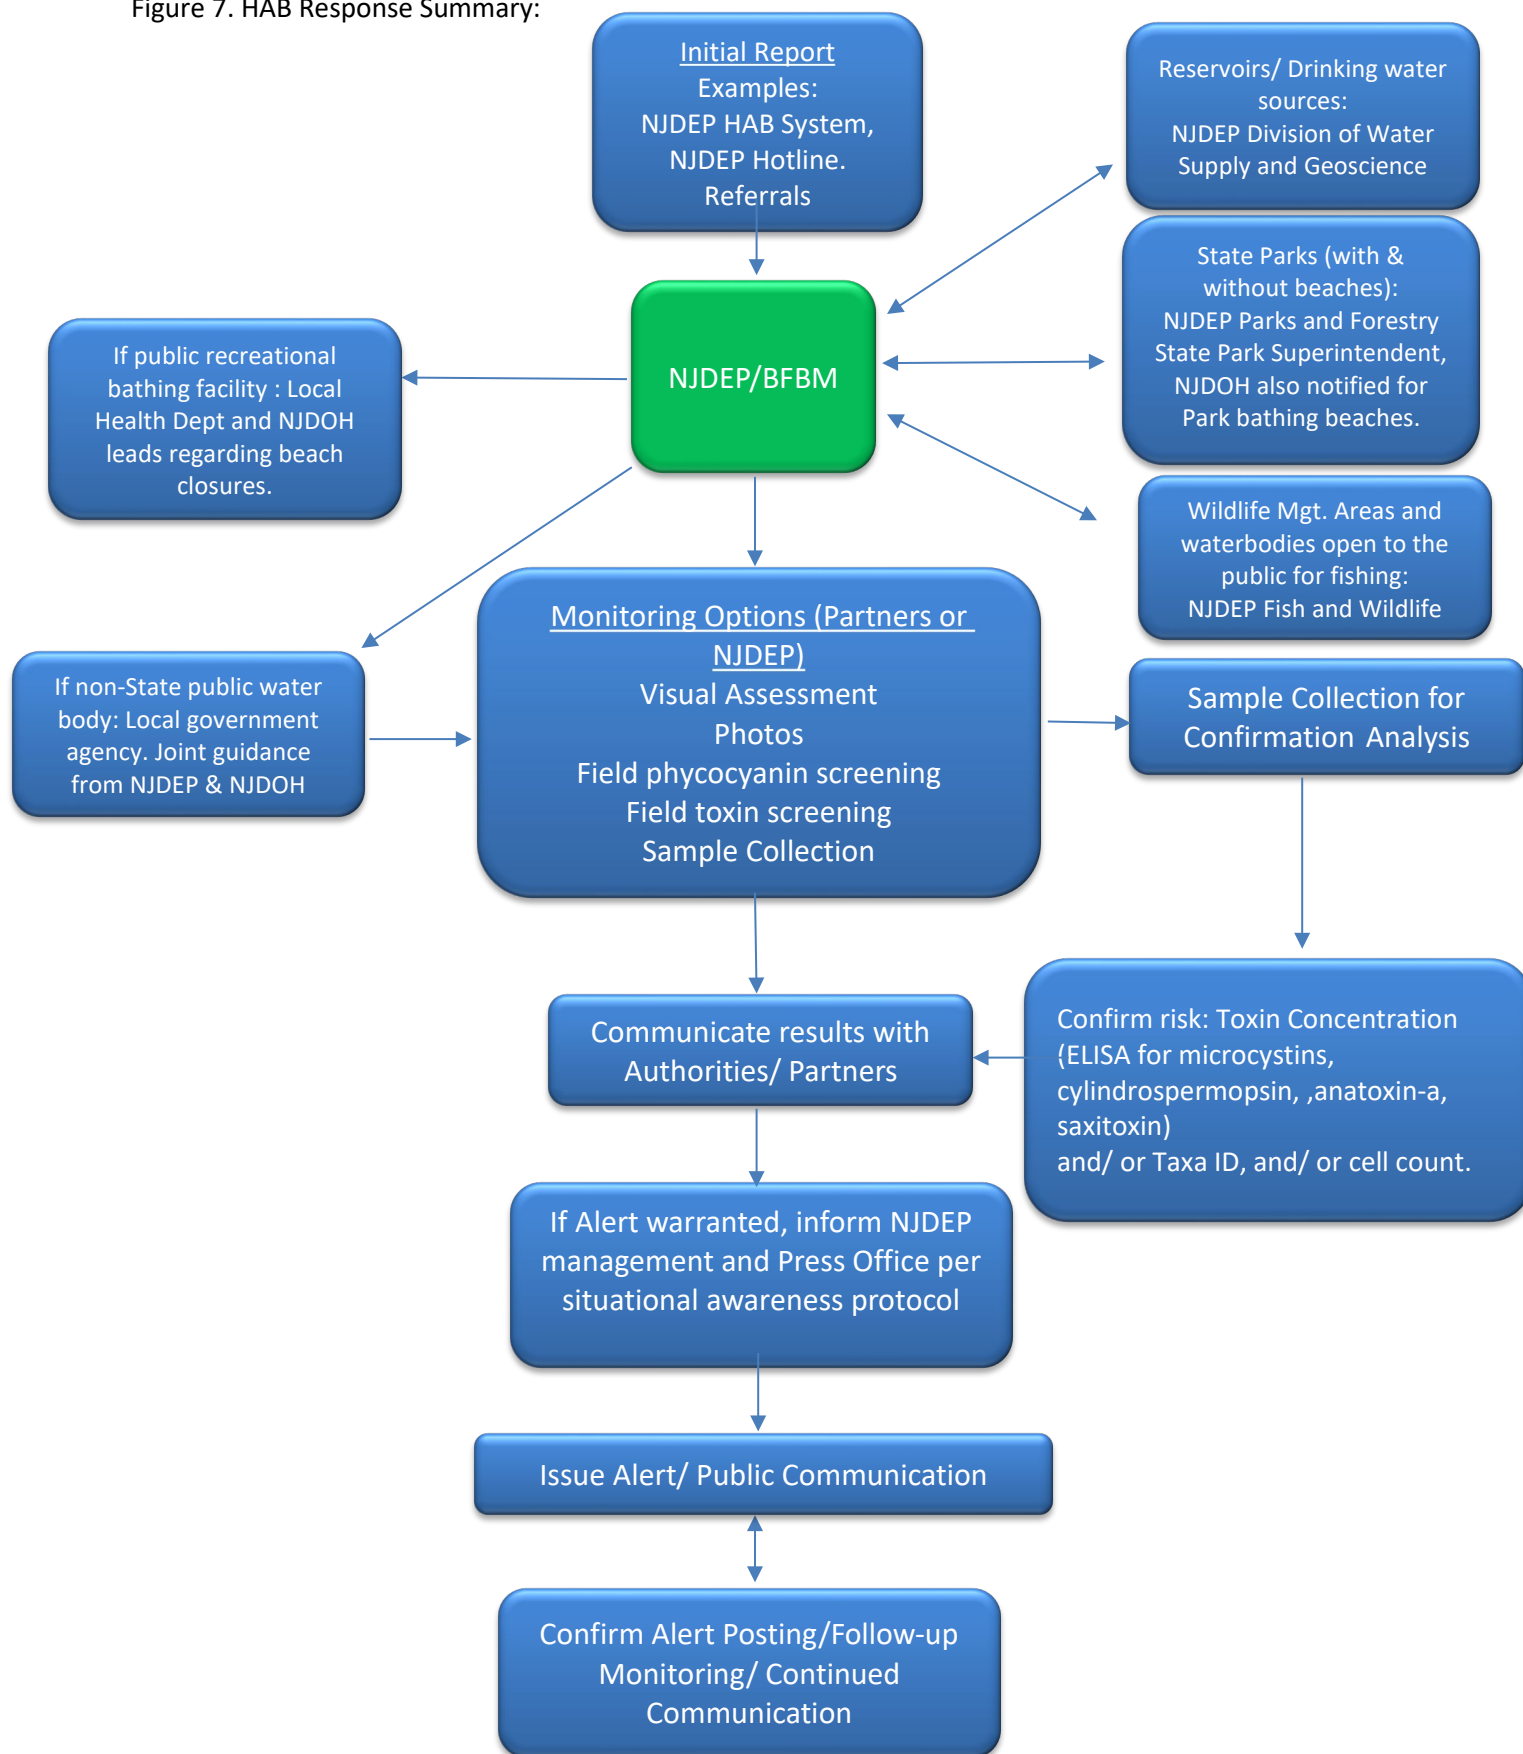 Figure 7. HAB Response Summary:
Initial Report
Examples:
NJDEP HAB System,
NJDEP Hotline.
Referrals
Reservoirs/ Drinking water
sources:
NJDEP Division of Water
Supply and Geoscience
State Parks (with &
without beaches):
NJDEP Parks and Forestry
State Park Superintendent,
NJDOH also notified for
Park bathing beaches.
NJDEP/BFBM
If public recreational
bathing facility : Local
Health Dept and NJDOH
leads regarding beach
closures.
Wildlife Mgt. Areas and
waterbodies open to the
public for fishing:
NJDEP Fish and Wildlife
Monitoring Options (Partners or
NJDEP)
Visual Assessment
Photos
Field phycocyanin screening
Field toxin screening
Sample Collection
If non-State public water
body: Local government
agency. Joint guidance
from NJDEP & NJDOH
Sample Collection for
Confirmation Analysis
Confirm risk: Toxin Concentration
(ELISA for microcystins,
cylindrospermopsin, ,anatoxin-a,
saxitoxin)
and/ or Taxa ID, and/ or cell count.
Communicate results with
Authorities/ Partners
If Alert warranted, inform NJDEP
management and Press Office per
situational awareness protocol
Issue Alert/ Public Communication
Confirm Alert Posting/Follow-up
Monitoring/ Continued
Communication